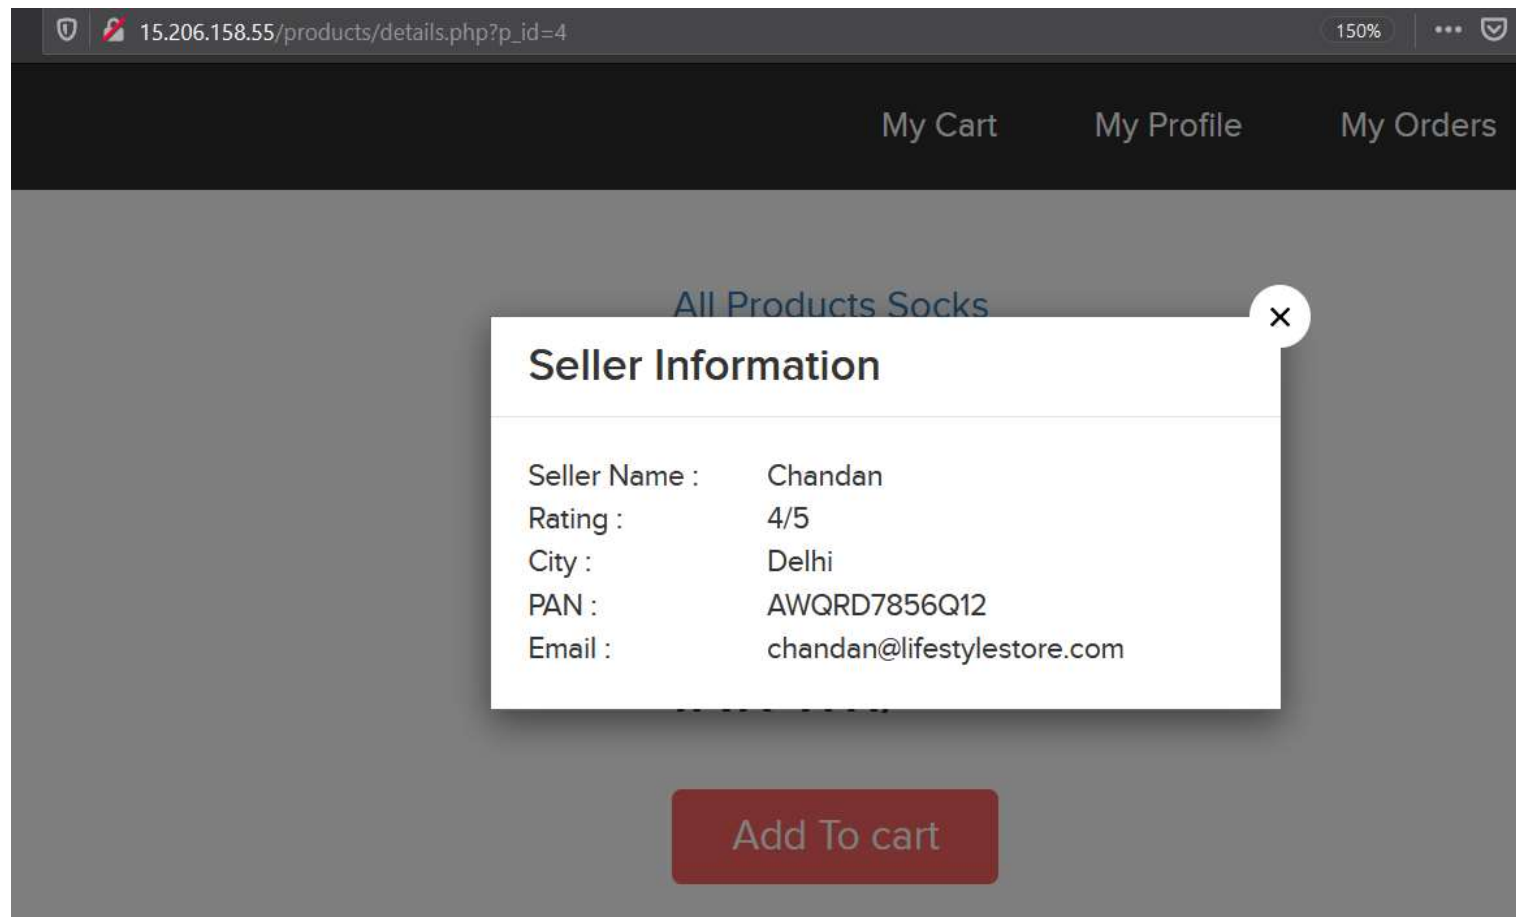 15.206.158.55/products/details.php?p_id=4 150%
My Cart My Profile My Orders
All Products Socks
Seller Information
Seller Name : Chandan
Rating : 4/5
City : Delhi
PAN : AWQRD7856Q12
Email : chandan@lifestylestore.com
Add To cart